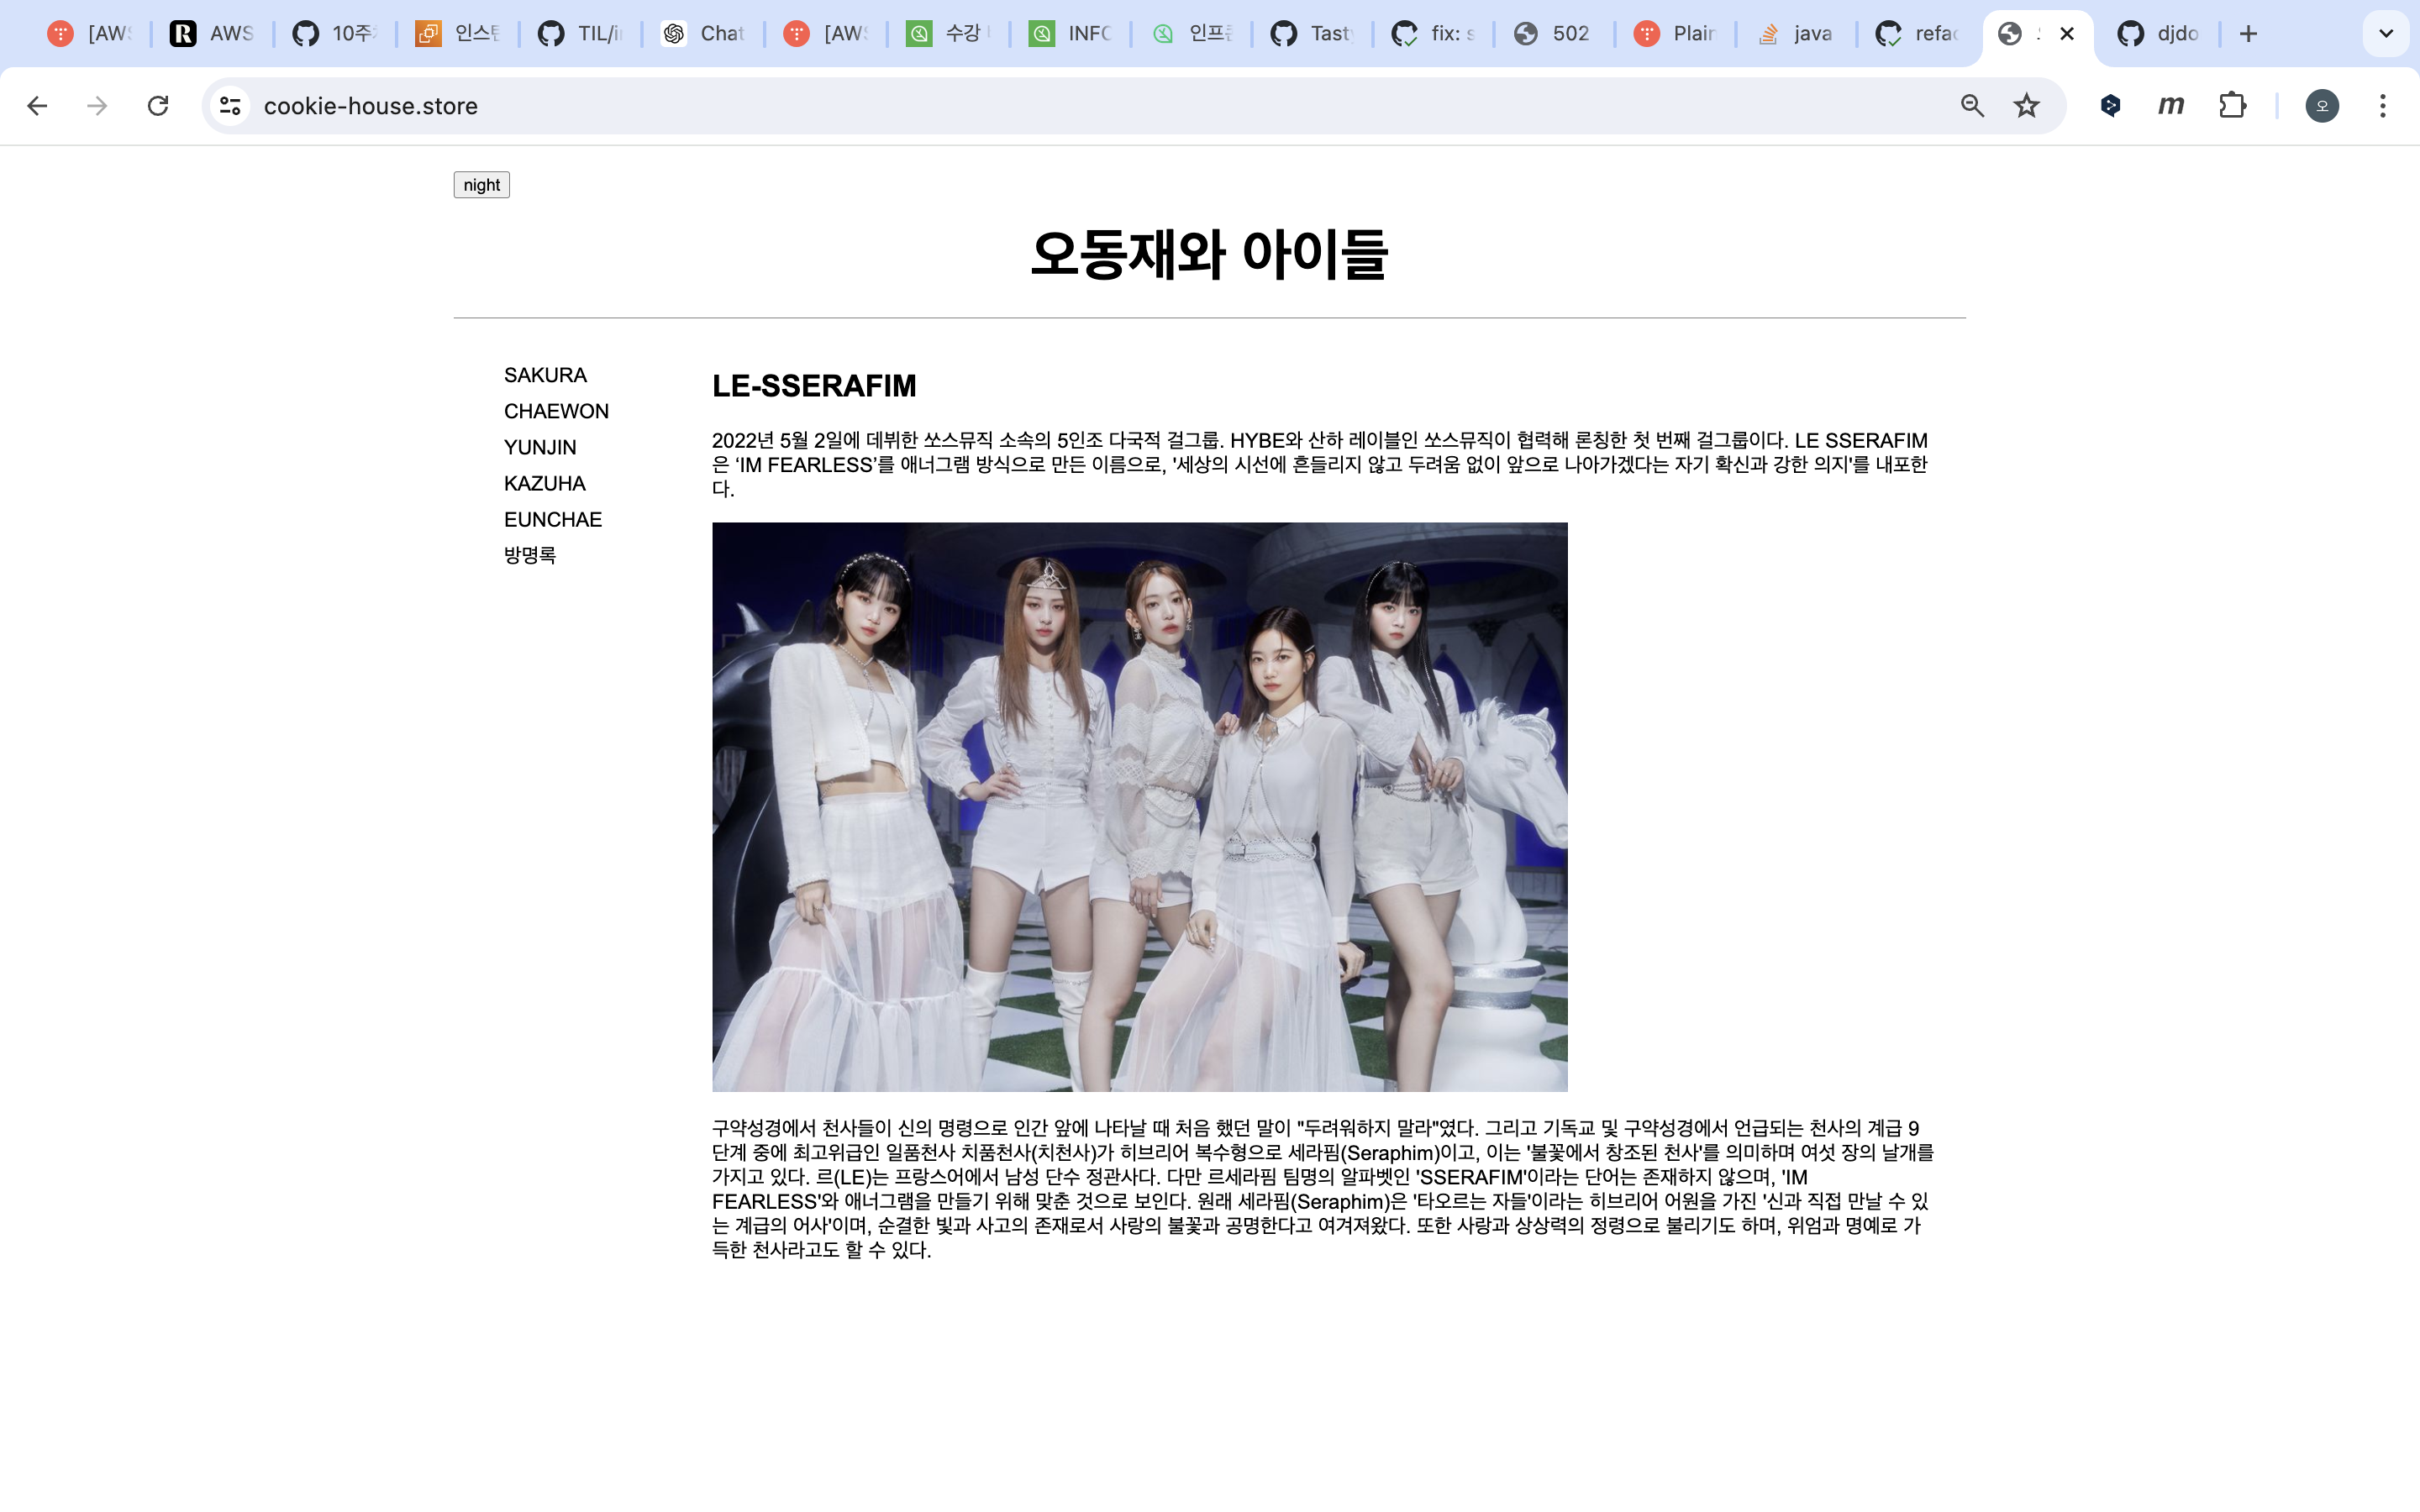 [AWS
AWS
10주
인스턴
TIL/i
Chat
[AWS
수강
INFC
인프
Tasty
fix: s
502
Plain
java
refac
djdo
cookie-house.store
오
night
오동재와 아이들
SAKURA
CHAEWON
YUNJIN
KAZUHA
EUNCHAE
방명록
LE-SSERAFIM
2022년 5월 2일에 데뷔한 쏘스뮤직 소속의 5인조 다국적 걸그룹. HYBE와 산하 레이블인 쏘스뮤직이 협력해 론칭한 첫 번째 걸그룹이다. LE SSERAFIM
은 ‘IM FEARLESS’를 애너그램 방식으로 만든 이름으로, '세상의 시선에 흔들리지 않고 두려움 없이 앞으로 나아가겠다는 자기 확신과 강한 의지'를 내포한
다.
구약성경에서 천사들이 신의 명령으로 인간 앞에 나타날 때 처음 했던 말이 "두려워하지 말라"였다. 그리고 기독교 및 구약성경에서 언급되는 천사의 계급 9
단계 중에 최고위급인 일품천사 치품천사(치천사)가 히브리어 복수형으로 세라핌(Seraphim)이고, 이는 '불꽃에서 창조된 천사'를 의미하며 여섯 장의 날개를
가지고 있다. 르(LE)는 프랑스어에서 남성 단수 정관사다. 다만 르세라핌 팀명의 알파벳인 'SSERAFIM'이라는 단어는 존재하지 않으며, 'IM
FEARLESS'와 애너그램을 만들기 위해 맞춘 것으로 보인다. 원래 세라핌(Seraphim)은 '타오르는 자들'이라는 히브리어 어원을 가진 '신과 직접 만날 수 있
는 계급의 어사'이며, 순결한 빛과 사고의 존재로서 사랑의 불꽃과 공명한다고 여겨져왔다. 또한 사랑과 상상력의 정령으로 불리기도 하며, 위엄과 명예로 가
득한 천사라고도 할 수 있다.